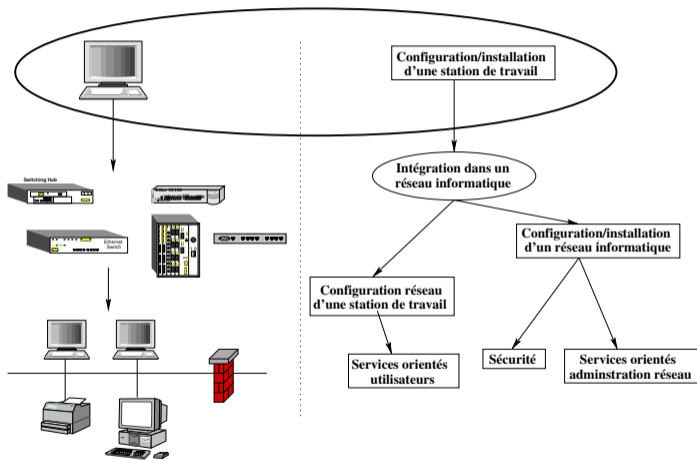 Configuration/installation
d'une station de travail
Switching Hub
Intégration dans un
réseau informatique
Ethernet
Switch
Configuration/installation
d'un réseau informatique
Configuration réseau
d'une station de travail
Services orientés
utilisateurs
Sécurité
Services orientés
adminstration réseau